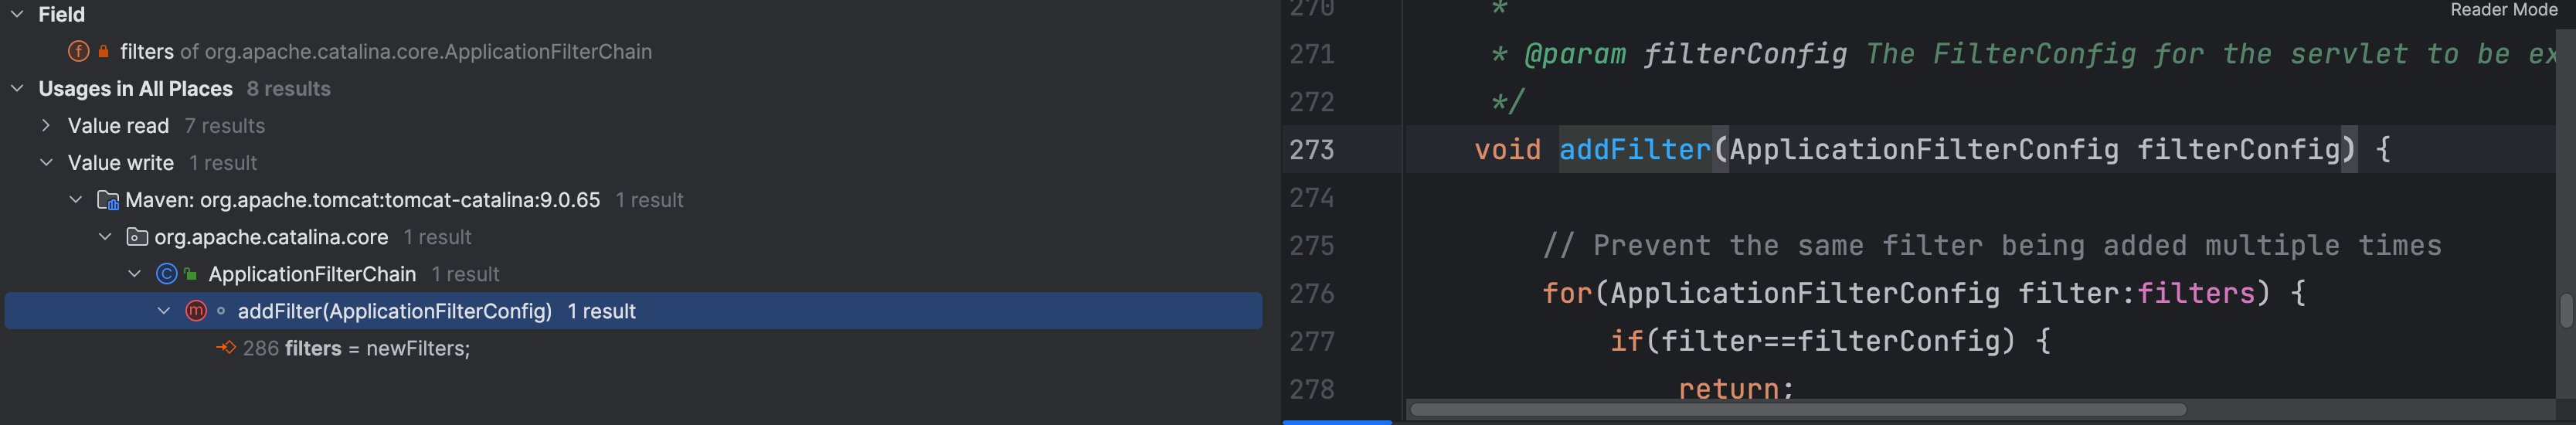 Field
filters of org.apache.catalina.core.ApplicationFilterChain
Usages in All Places 8 results
Value read 7 results
Value write 1 result
Maven: org.apache.tomcat:tomcat-catalina:9.0.65 1 result
org.apache.catalina.core 1 result
ApplicationFilterChain 1 result
addFilter(ApplicationFilterConfig) 1 result
286 filters = newFilters;
Reader Mode
270 *
271 * @param filterConfig The FilterConfig for the servlet to be ex
272 */
273 void addFilter(ApplicationFilterConfig filterConfig) {
274
275 // Prevent the same filter being added multiple times
276 for(ApplicationFilterConfig filter:filters) {
277 if(filter==filterConfig) {
278 return;